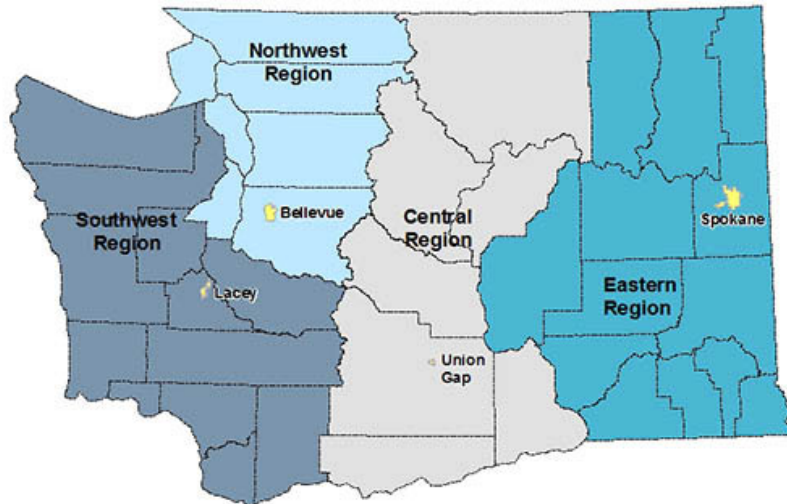 Northwest
Region
Bellevue
Southwest
Region
Central
Region
Spokane
Lacey
Eastern
Region
Union
Gap